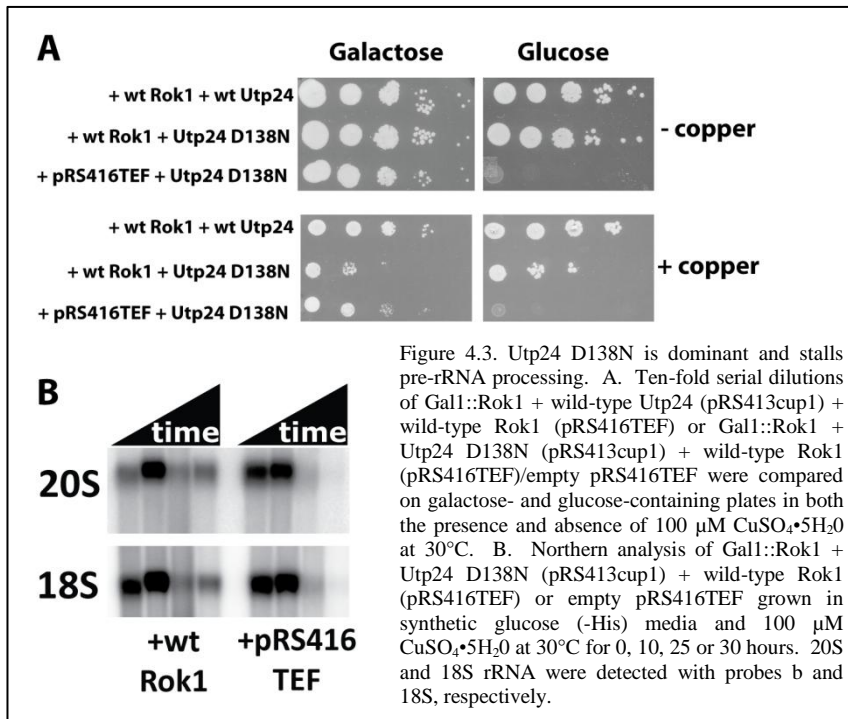 A
Galactose
Glucose
+ wt Rok1 + wt Utp24
+ wt Rok1 + Utp24 D138N
+ pRS416TEF + Utp24 D138N
- copper
+ wt Rok1 + wt Utp24
+ wt Rok1 + Utp24 D138N
+ pRS416TEF + Utp24 D138N
+ copper
B
time
time
20S
18S
+wt
Rok1
+pRS416
TEF
Figure 4.3. Utp24 D138N is dominant and stalls
pre-rRNA processing. A. Ten-fold serial dilutions
of Gal1::Rok1 + wild-type Utp24 (pRS413cup1) +
wild-type Rok1 (pRS416TEF) or Gal1::Rok1 +
Utp24 D138N (pRS413cup1) + wild-type Rok1
(pRS416TEF)/empty pRS416TEF were compared
on galactose- and glucose-containing plates in both
the presence and absence of 100 µM CuSO₄•5H₂0
at 30°C. B. Northern analysis of Gal1::Rok1 +
Utp24 D138N (pRS413cup1) + wild-type Rok1
(pRS416TEF) or empty pRS416TEF grown in
synthetic glucose (-His) media and 100 µM
CuSO₄•5H₂0 at 30°C for 0, 10, 25 or 30 hours. 20S
and 18S rRNA were detected with probes b and
18S, respectively.